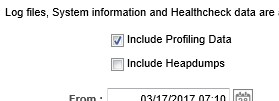 Log files, System information and Healthcheck data are
Include Profiling Data
Include Heapdumps
From : 03/17/2017 07:10